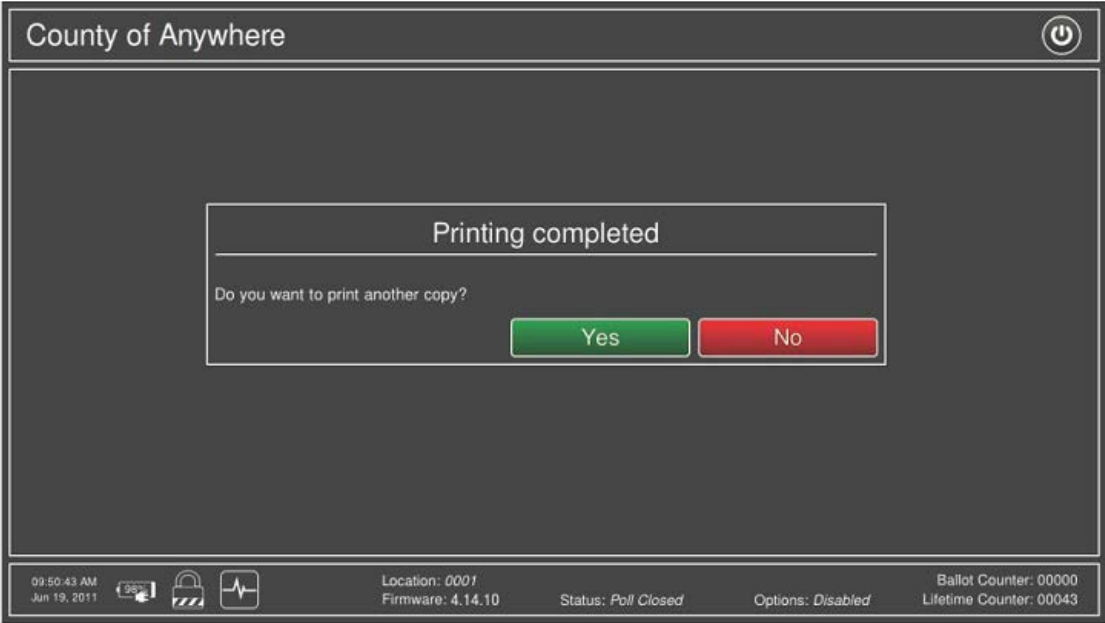 County of Anywhere
Printing completed
Do you want to print another copy?
Yes No
09:50:43 AM
Jun 19, 2011
98%
Location: 0001
Firmware: 4.14.10
Status: Poll Closed
Options: Disabled
Ballot Counter: 00000
Lifetime Counter: 00043